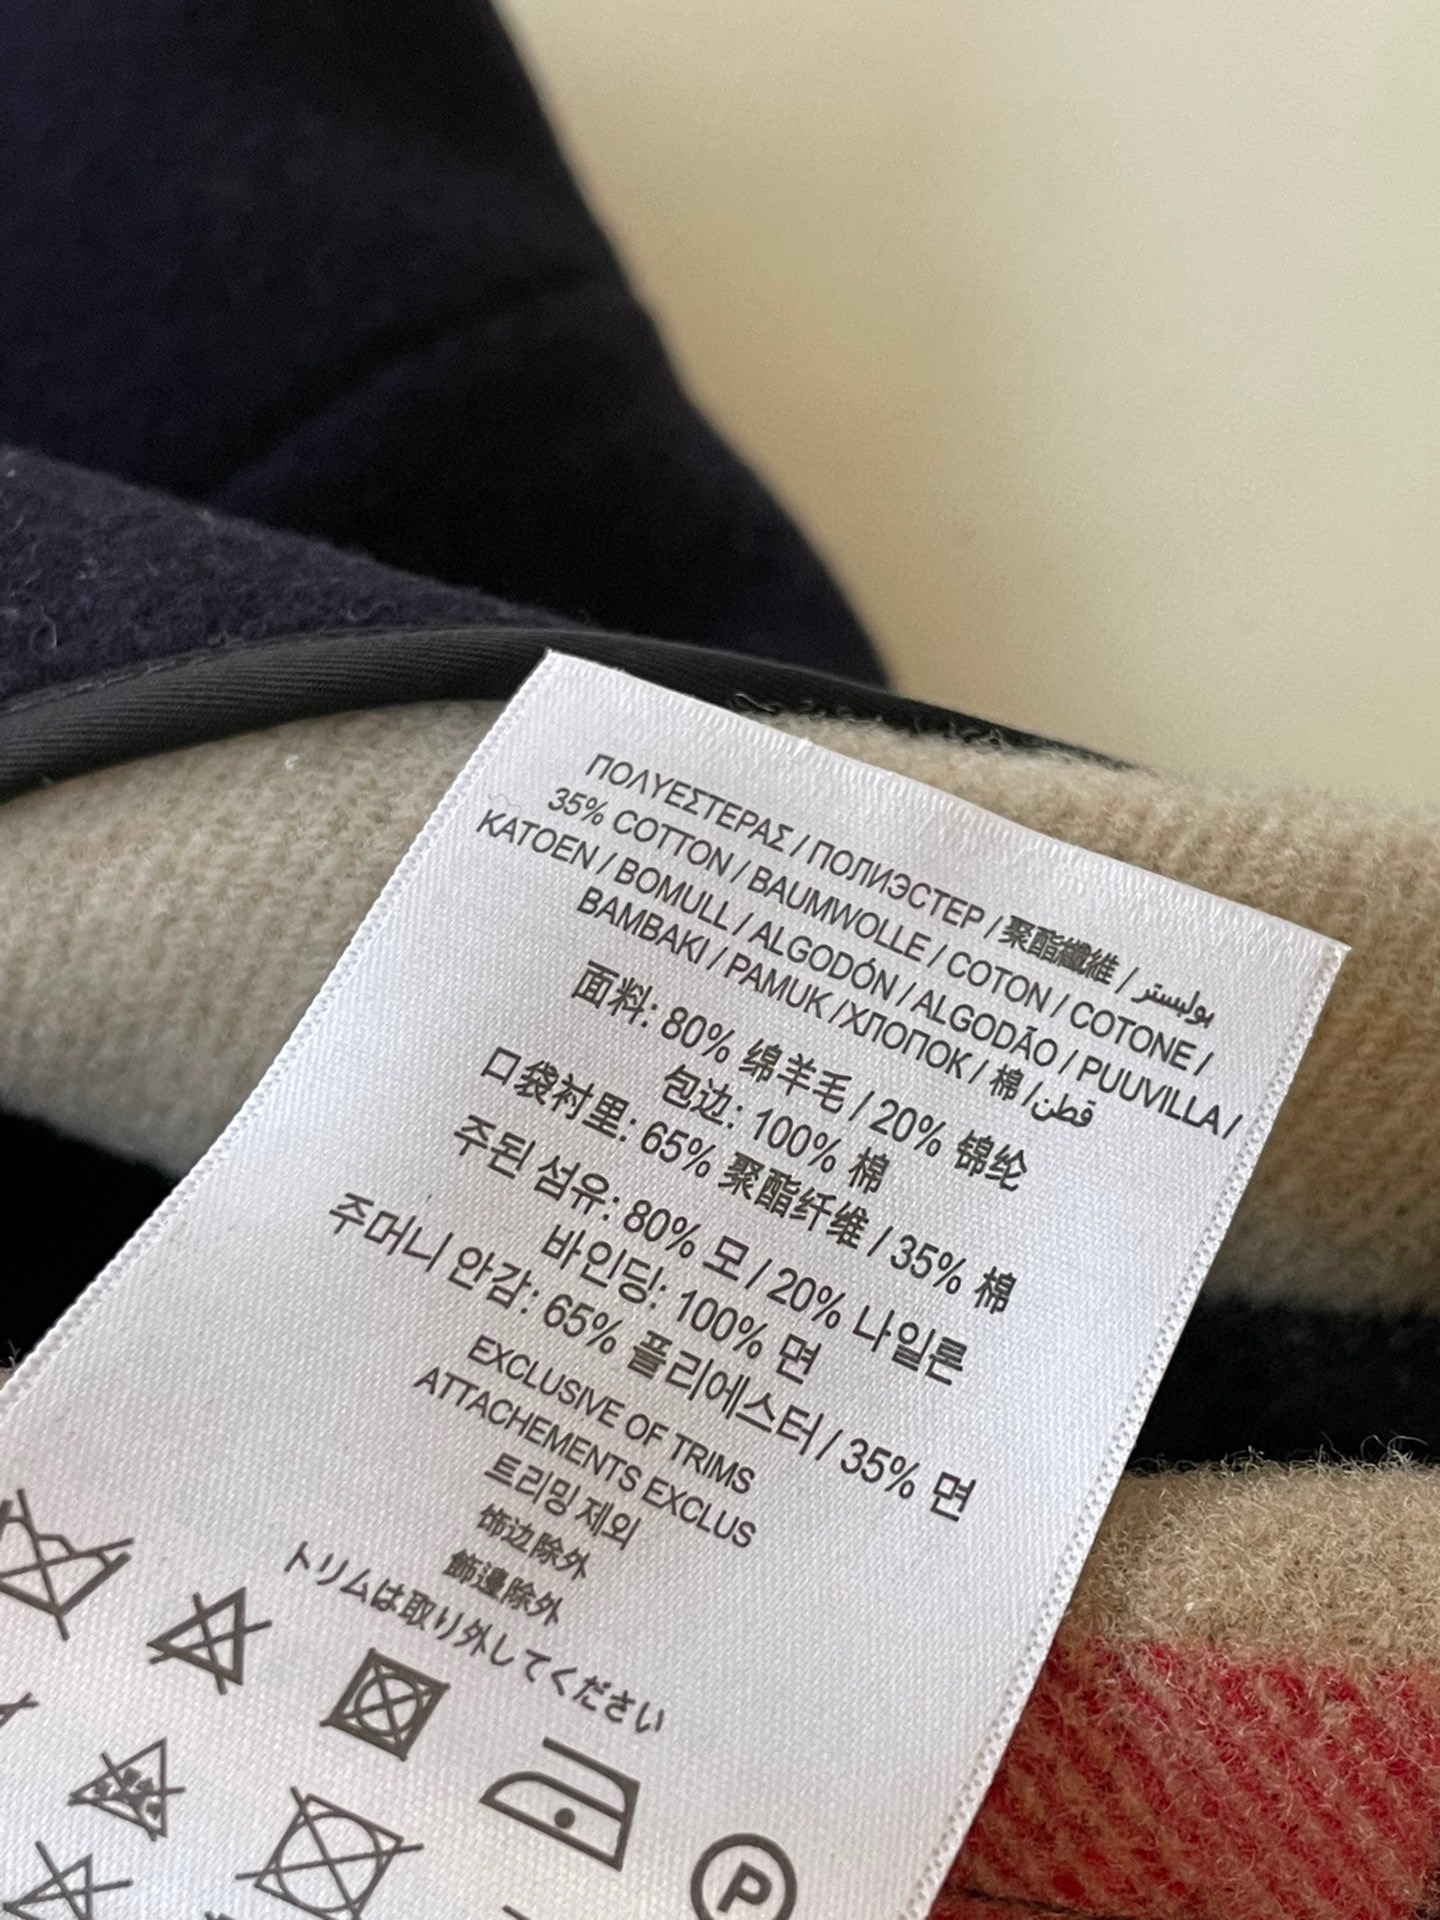 ΠΟΛΥΕΣΤΕΡΑΣ / ПОЛИЭСТЕР / 聚酯纖維 / بوليستر
35% COTTON / BAUMWOLLE / COTON / COTONE /
KATOEN / BOMULL / ALGODÓN / ALGODÃO / PUUVILLA /
BAMBAKI / PAMUK /ХЛОПОК / 棉 /قطن
面料: 80% 绵羊毛 / 20% 锦纶
包边: 100% 棉
口袋衬里: 65% 聚酯纤维 / 35% 棉
주된 섬유: 80% 모 / 20% 나일론
바인딩: 100% 면
주머니 안감: 65% 폴리에스터 / 35% 면
EXCLUSIVE OF TRIMS
ATTACHEMENTS EXCLUS
트리밍 제외
饰边除外
飾邊除外
トリムは取り外してください
P